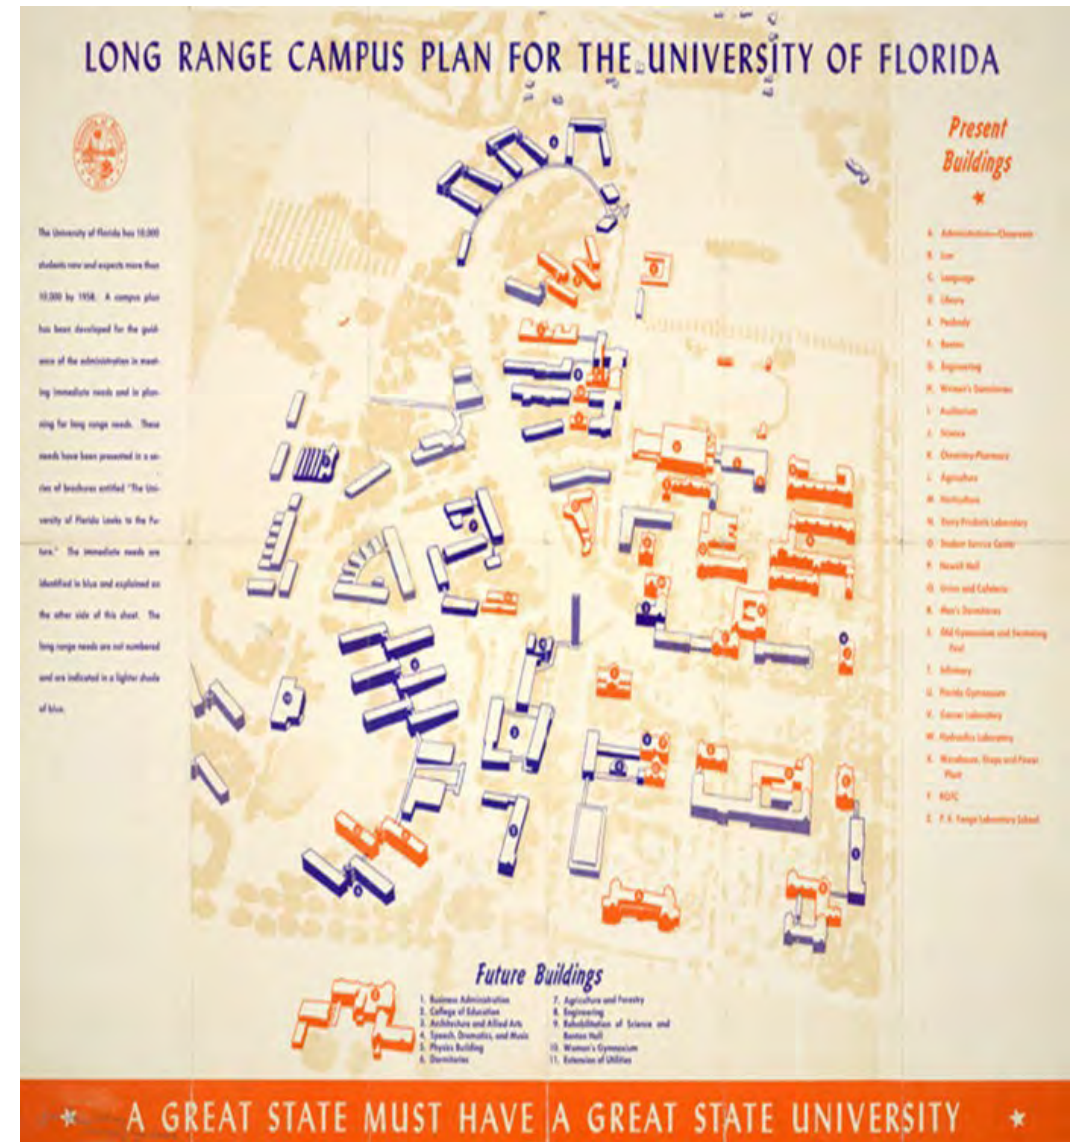 LONG RANGE CAMPUS PLAN FOR THE UNIVERSITY OF FLORIDA
The University of Florida has 10,000
students now and expects more than
10,000 by 1958. A campus plan
has been developed for the guid-
ance of the administration in meet-
ing immediate needs and in plan-
ning for long range needs. These
needs have been presented in a se-
ries of brochures entitled "The Uni-
versity of Florida Looks to the Fu-
ture." The immediate needs are
identified in blue and explained on
the other side of this sheet. The
long range needs are not numbered
and are indicated in a lighter shade
of blue.
Present
Buildings
A. Administration—Classroom
B. Law
C. Language
D. Library
E. Peabody
F. Benton
G. Engineering
H. Women's Dormitories
I. Auditorium
J. Science
K. Chemistry-Pharmacy
L. Agriculture
M. Horticulture
N. Dairy Products Laboratory
O. Student Service Center
P. Newell Hall
Q. Union and Cafeteria
R. Men's Dormitories
S. Old Gymnasium and Swimming
Pool
T. Infirmary
U. Florida Gymnasium
V. Cancer Laboratory
W. Hydraulics Laboratory
X. Warehouse, Shops and Power
Plant
Y. ROTC
Z. P. K. Yonge Laboratory School
Future Buildings
1. Business Administration
2. College of Education
3. Architecture and Allied Arts
4. Speech, Dramatics, and Music
5. Physics Building
6. Dormitories
7. Agriculture and Forestry
8. Engineering
9. Rehabilitation of Science and
Benton Hall
10. Women's Gymnasium
11. Extension of Utilities
A GREAT STATE MUST HAVE A GREAT STATE UNIVERSITY